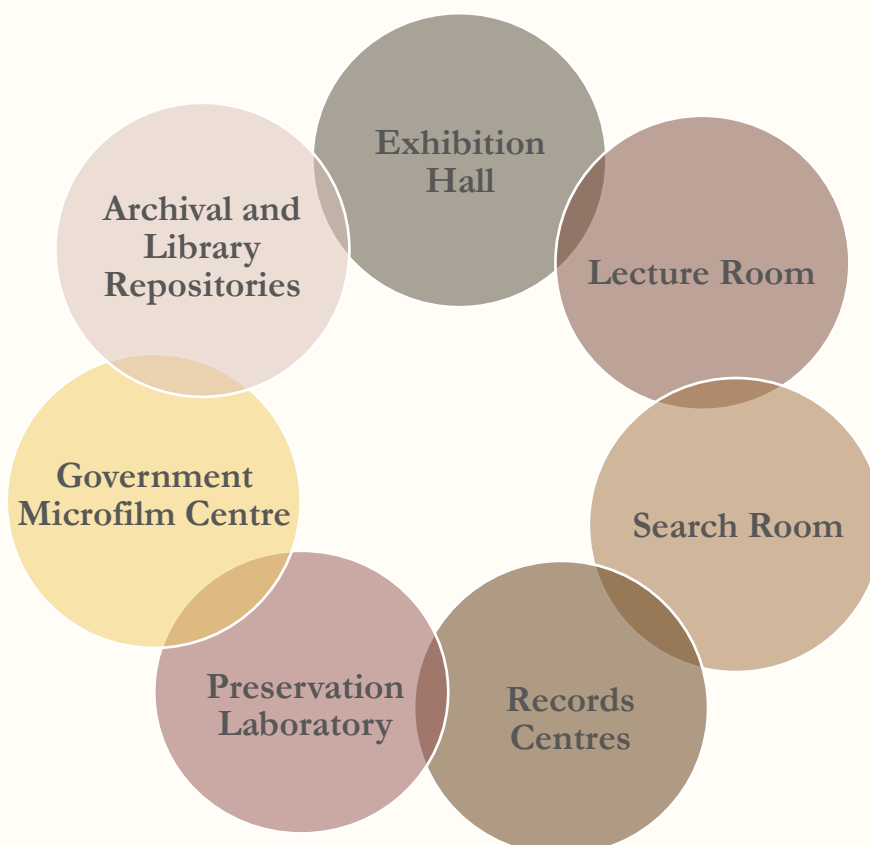 Exhibition
Hall
Lecture Room
Search Room
Records
Centres
Preservation
Laboratory
Government
Microfilm Centre
Archival and
Library
Repositories